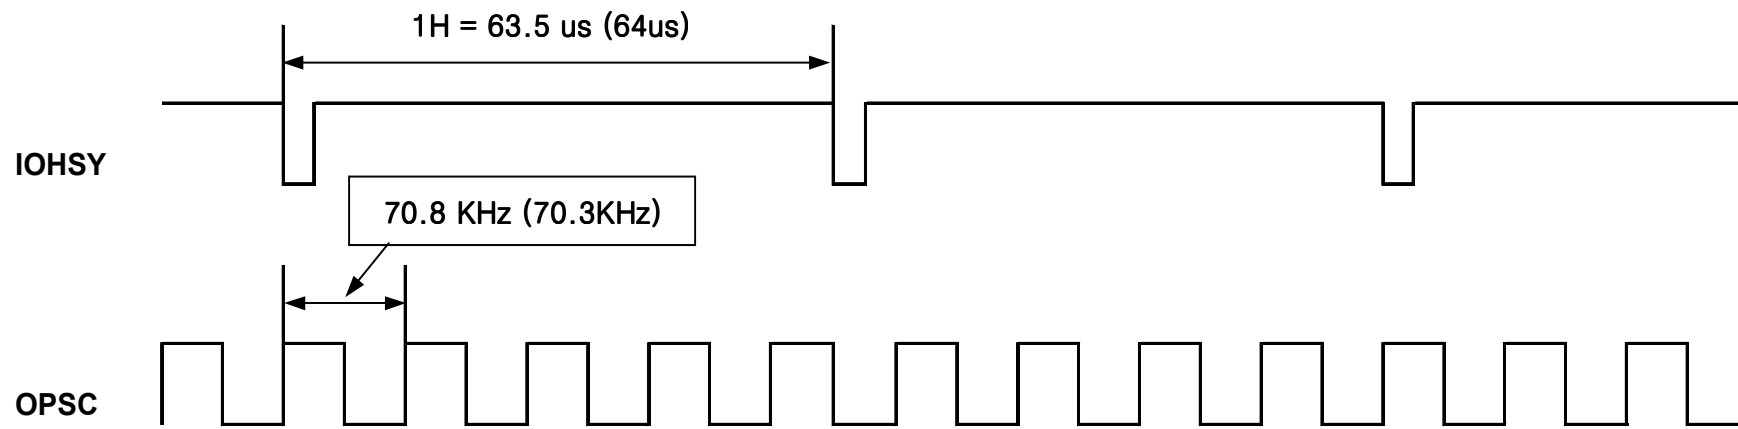 1H = 63.5 us (64us)
IOHSY
70.8 KHz (70.3KHz)
OPSC